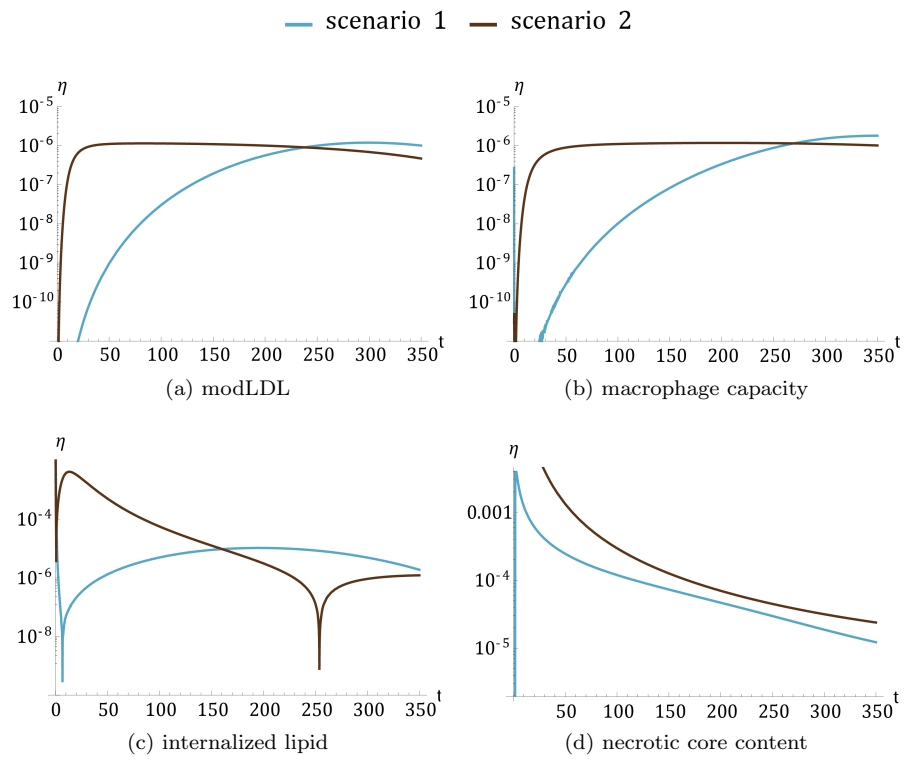 scenario 1 scenario 2
η η
10-5 10-5
10-6 10-6
10-7 10-7
10-8 10-8
10-9 10-9
10-10 10-10
0 50 100 150 200 250 300 350 t 0 50 100 150 200 250 300 350 t
(a) modLDL (b) macrophage capacity
η η
10-4 0.001
10-6 10-4
10-8 10-5
0 50 100 150 200 250 300 350 t 50 100 150 200 250 300 350 t
(c) internalized lipid (d) necrotic core content